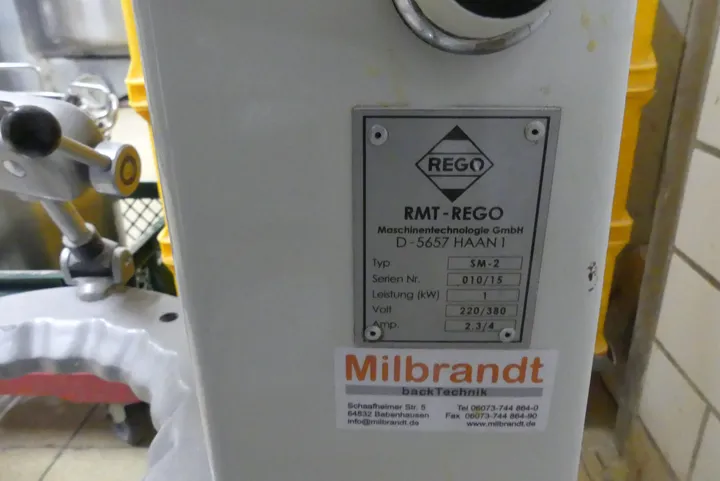 REGO
RMT-REGO
Maschinentechnologie GmbH
D-5657 HAAN 1
Typ SM-2
Serien Nr. 010/15
Leistung (kW) 1
Volt 220/380
Amp. 2.3/4
Milbrandt
backTechnik
Schaafheimer Str. 5 Tel 06073-744 864-0
64832 Babenhausen Fax 06073-744 864-90
info@milbrandt.de www.milbrandt.de